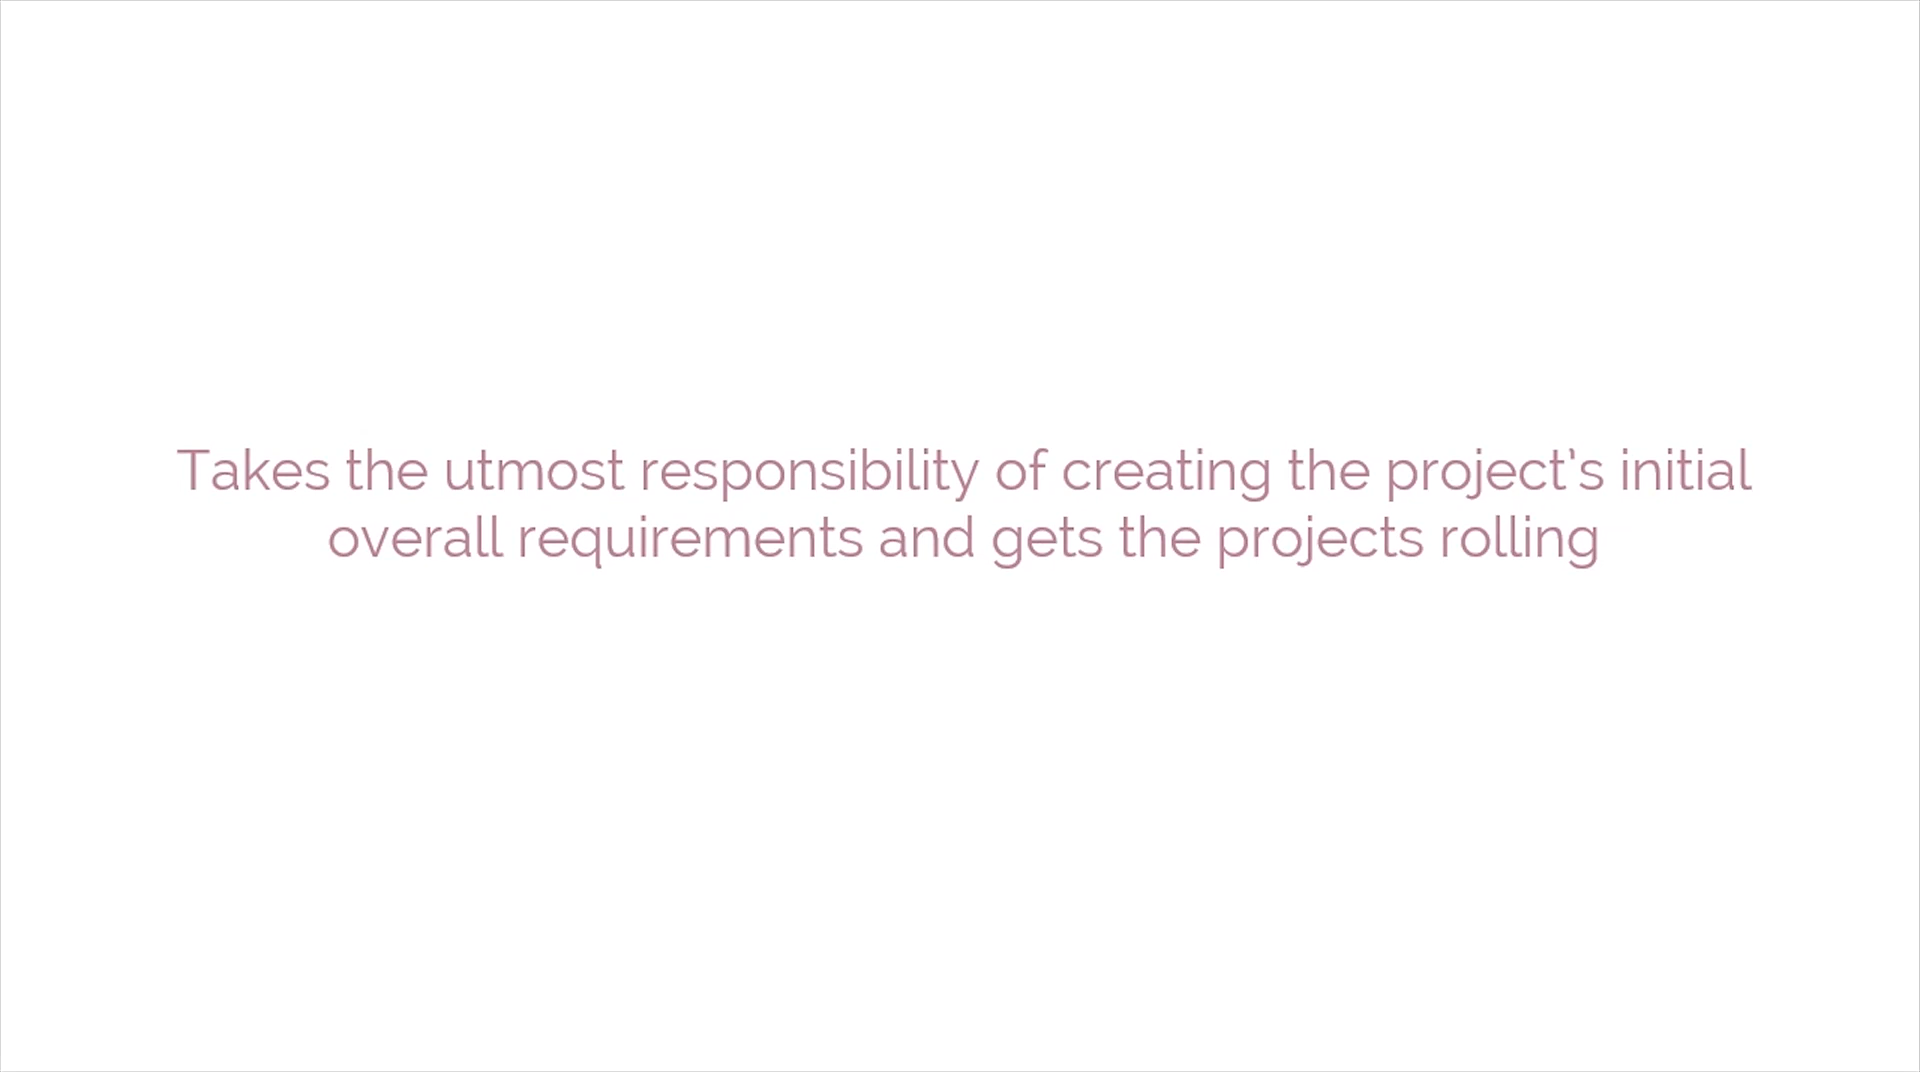 Takes the utmost responsibility of creating the project's initial
overall requirements and gets the projects rolling